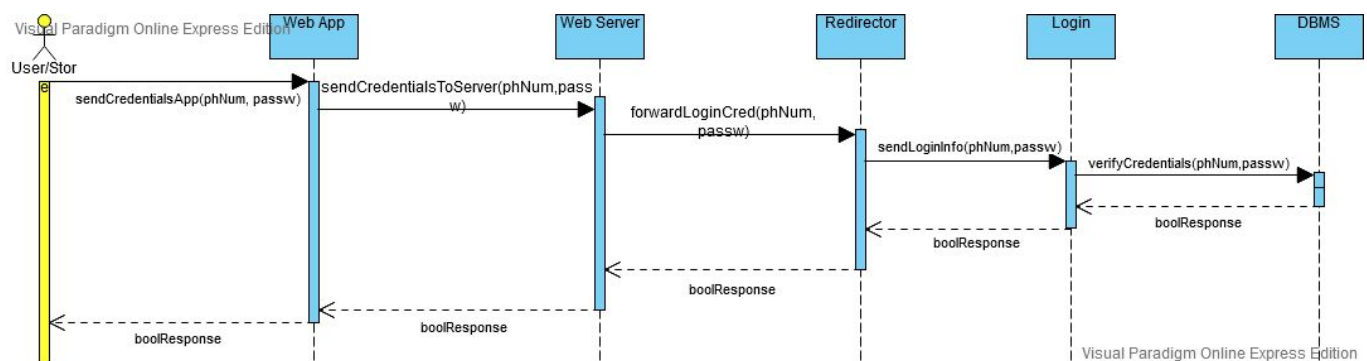 Visual Paradigm Online Express Edition
Web App
Web Server
Redirector
Login
DBMS
User/Stor
e
sendCredentialsApp(phNum, passw)
sendCredentialsToServer(phNum,pass
w)
forwardLoginCred(phNum,
passw)
sendLoginInfo(phNum,passw)
verifyCredentials(phNum,passw)
boolResponse
boolResponse
boolResponse
boolResponse
boolResponse
Visual Paradigm Online Express Edition